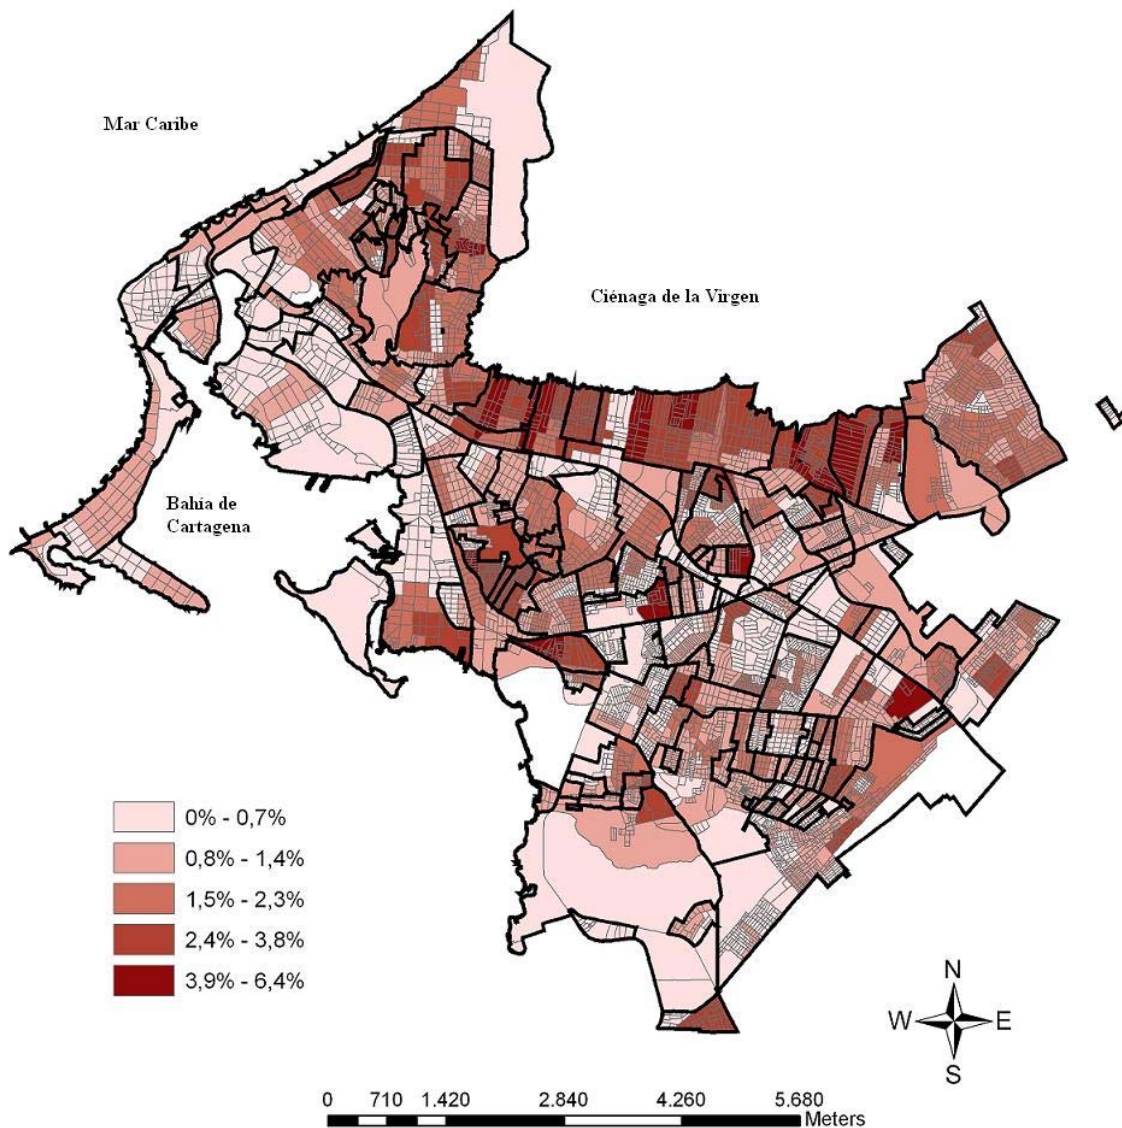 Mar Caribe
Ciénaga de la Virgen
Bahía de
Cartagena
0% - 0,7%
0,8% - 1,4%
1,5% - 2,3%
2,4% - 3,8%
3,9% - 6,4%
N
W E
S
0 710 1.420 2.840 4.260 5.680
Meters